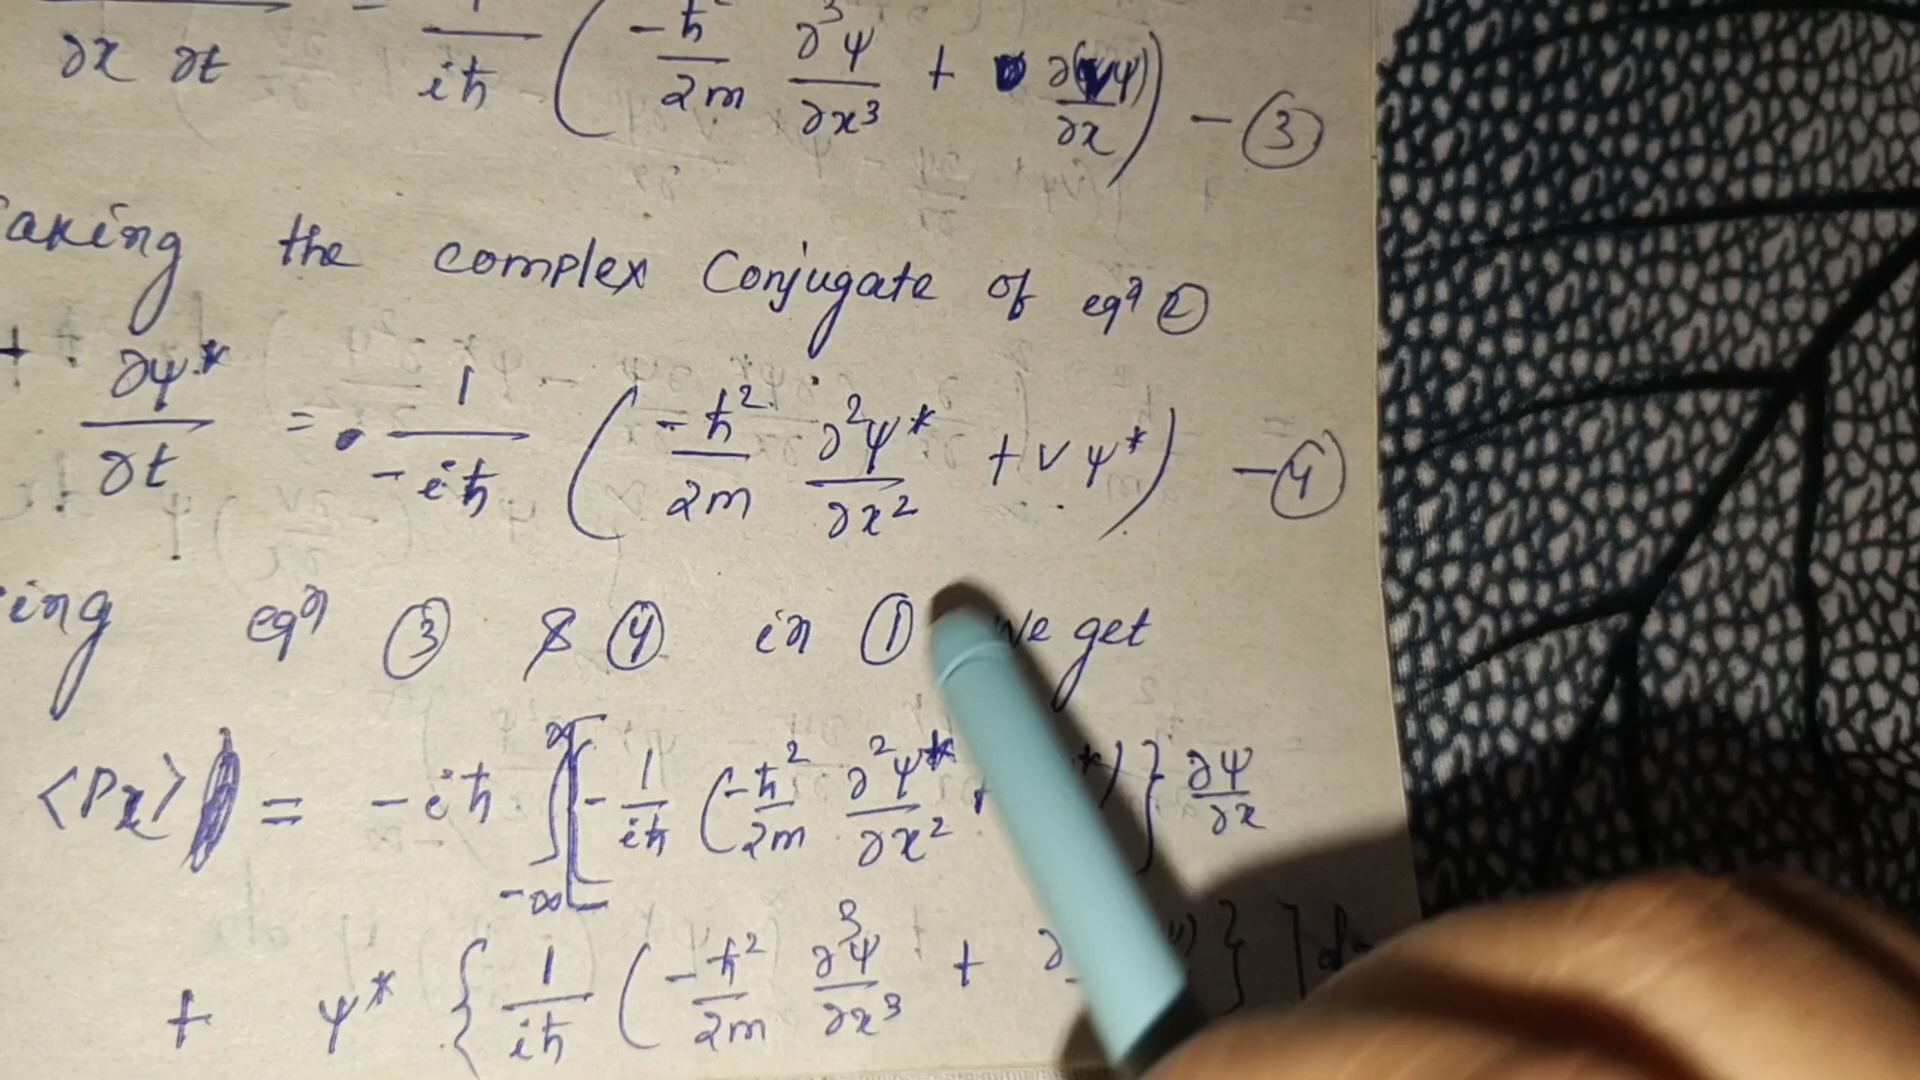 ∂x ∂t = 1/iħ ( -ħ²/2m ∂³ψ/∂x³ + ∂(Vψ)/∂x ) - ③
the complex Conjugate of eqⁿ ②
+ ∂ψ*/∂t = 1/-iħ ( -ħ²/2m ∂²ψ*/∂x² + vψ* ) - ④
eqⁿ ③ & ④ in ① we get
<Px> = -iħ ∫_{-∞}^{∞} [ { -1/iħ ( -ħ²/2m ∂²ψ*/∂x² + *) } ∂ψ/∂x
+ ψ* { 1/iħ ( -ħ²/2m ∂³ψ/∂x³ + ∂ ) } ]